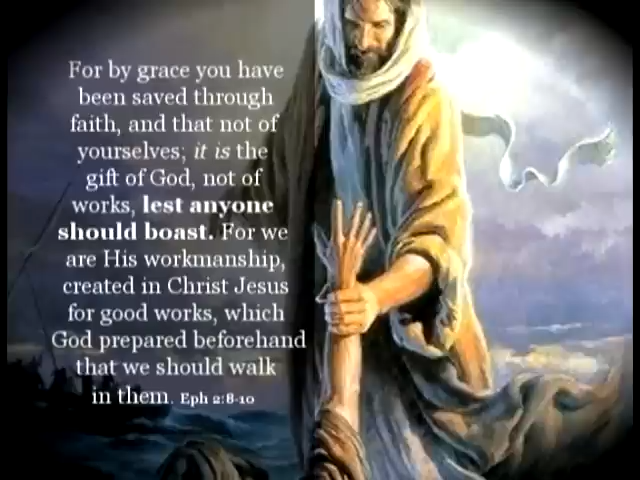 For by grace you have
been saved through
faith, and that not of
yourselves; it is the
gift of God, not of
works, lest anyone
should boast. For we
are His workmanship,
created in Christ Jesus
for good works, which
God prepared beforehand
that we should walk
in them. Eph 2:8-10